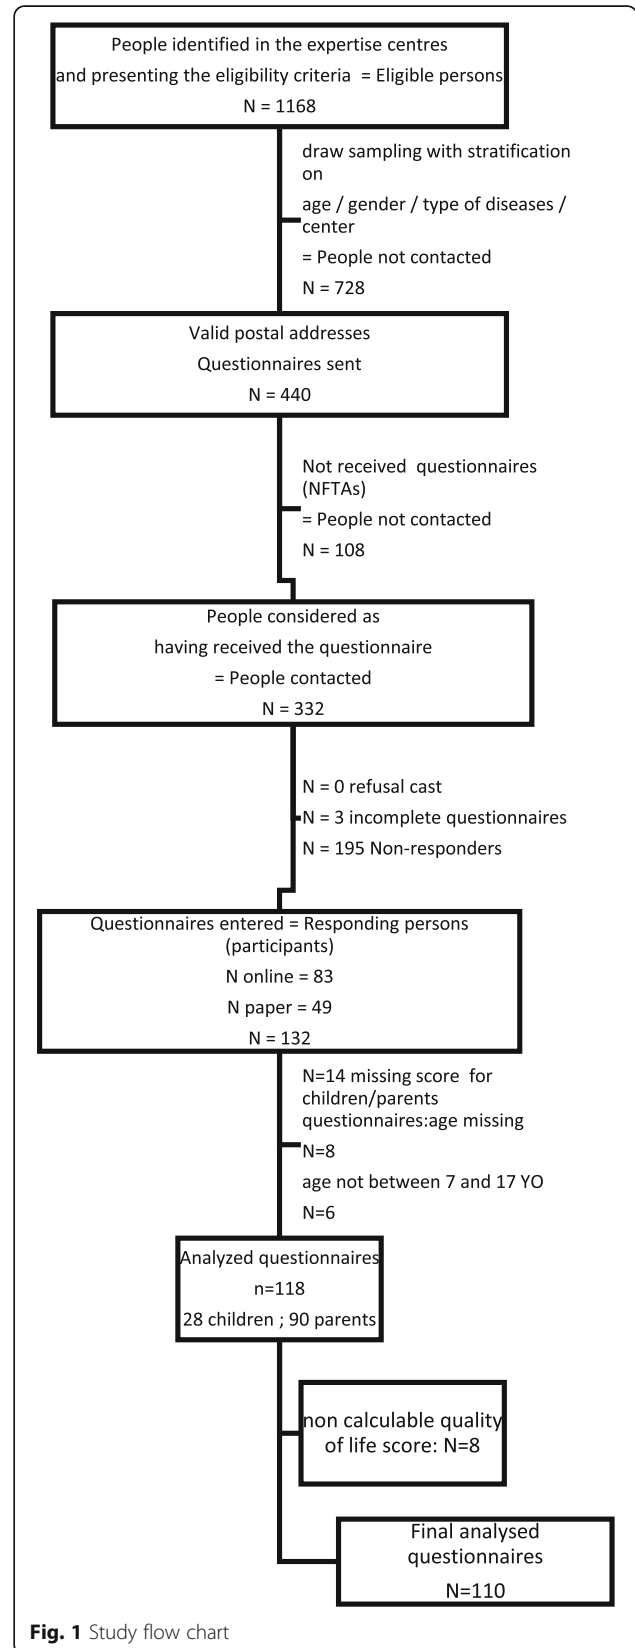 People identified in the expertise centres
and presenting the eligibility criteria = Eligible persons
N = 1168
draw sampling with stratification
on
age / gender / type of diseases /
center
= People not contacted
N = 728
Valid postal addresses
Questionnaires sent
N = 440
Not received questionnaires
(NFTAs)
= People not contacted
N = 108
People considered as
having received the questionnaire
= People contacted
N = 332
N = 0 refusal cast
N = 3 incomplete questionnaires
N = 195 Non-responders
Questionnaires entered = Responding persons
(participants)
N online = 83
N paper = 49
N = 132
N=14 missing score for
children/parents
questionnaires:age missing
N=8
age not between 7 and 17 YO
N=6
Analyzed questionnaires
n=118
28 children ; 90 parents
non calculable quality
of life score: N=8
Final analysed
questionnaires
N=110
Fig. 1 Study flow chart